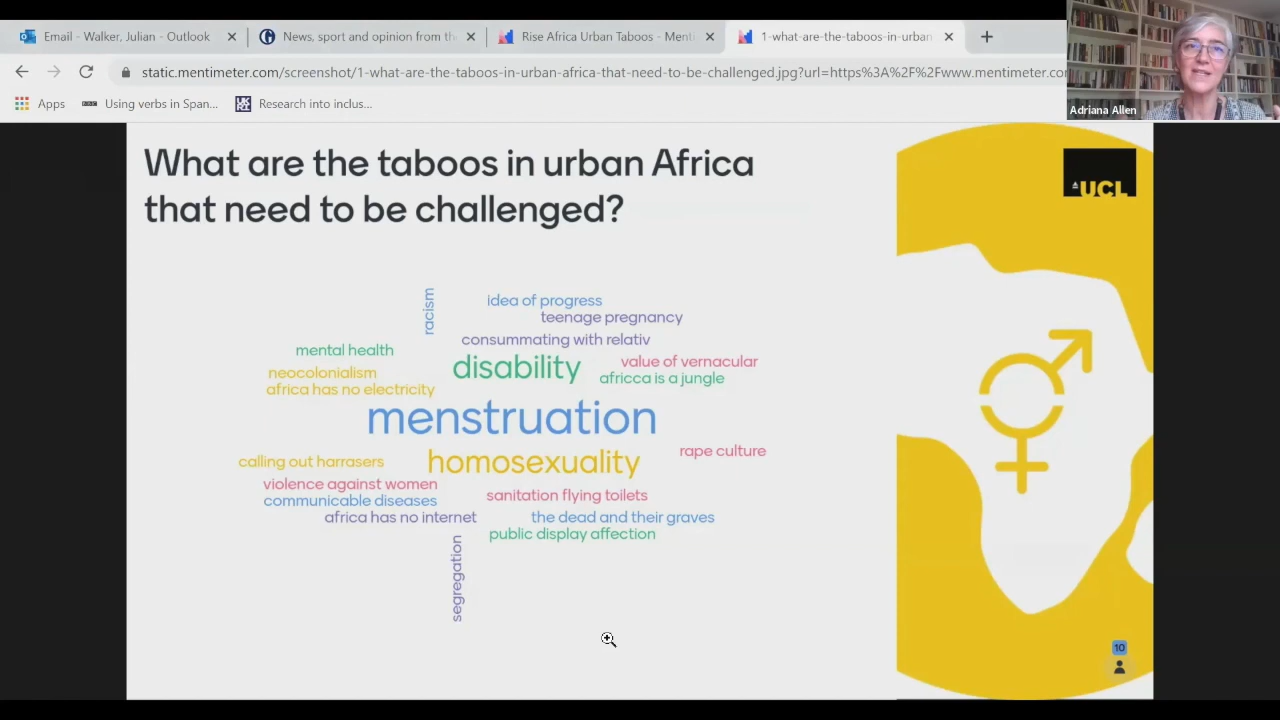 Email - Walker, Julian - Outlook
News, sport and opinion from th
Rise Africa Urban Taboos - Menti
1-what-are-the-taboos-in-urban
static.mentimeter.com/screenshot/1-what-are-the-taboos-in-urban-africa-that-need-to-be-challenged.jpg?url=https%3A%2F%2Fwww.mentimeter.co
Apps
Using verbs in Span...
Research into inclus...
Adriana Allen
What are the taboos in urban Africa
that need to be challenged?
UCL
racism
idea of progress
teenage pregnancy
consummating with relativ
mental health
disability
value of vernacular
neocolonialism
africca is a jungle
africa has no electricity
menstruation
rape culture
calling out harrasers
homosexuality
violence against women
sanitation flying toilets
communicable diseases
africa has no internet
the dead and their graves
public display affection
segregation
10